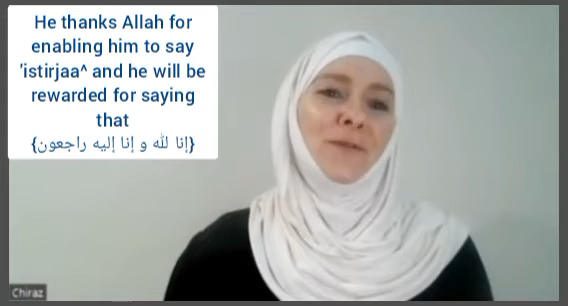 He thanks Allah for
enabling him to say
'istirjaa^ and he will be
rewarded for saying
that
{إنا لله و إنا إليه راجعون}
Chiraz